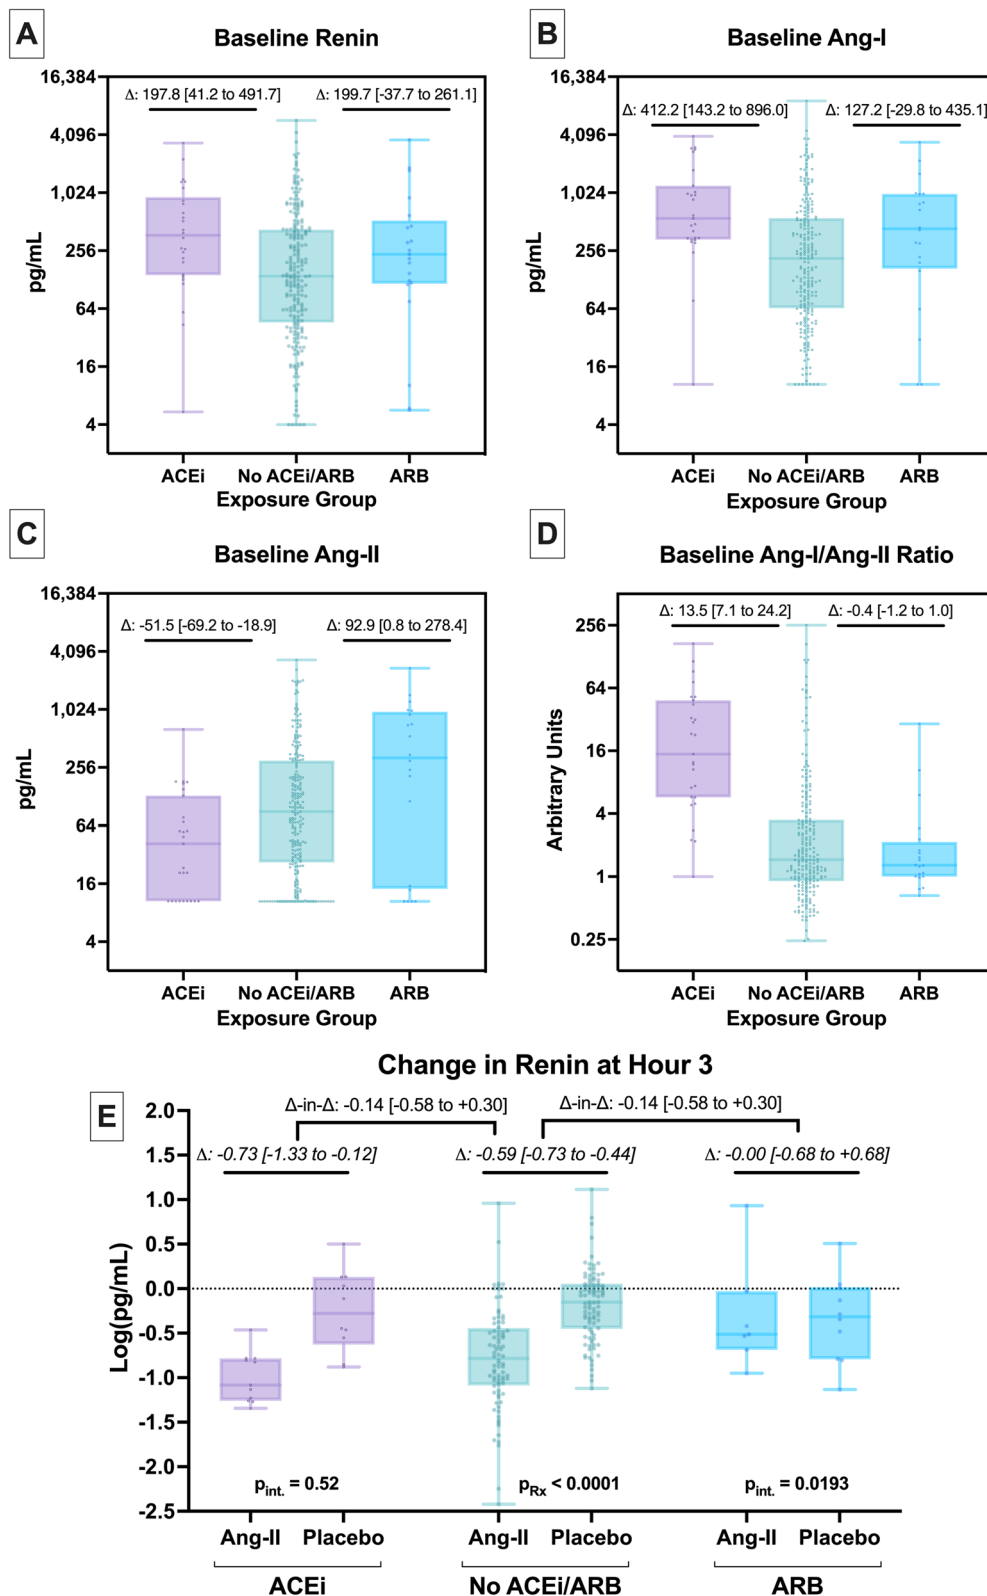 A
Baseline Renin
16,384
4,096
1,024
256
64
16
4
pg/mL
Δ: 197.8 [41.2 to 491.7]
Δ: 199.7 [-37.7 to 261.1]
ACEi
No ACEi/ARB
ARB
Exposure Group
B
Baseline Ang-I
16,384
4,096
1,024
256
64
16
4
pg/mL
Δ: 412.2 [143.2 to 896.0]
Δ: 127.2 [-29.8 to 435.1]
ACEi
No ACEi/ARB
ARB
Exposure Group
C
Baseline Ang-II
16,384
4,096
1,024
256
64
16
4
pg/mL
Δ: -51.5 [-69.2 to -18.9]
Δ: 92.9 [0.8 to 278.4]
ACEi
No ACEi/ARB
ARB
Exposure Group
D
Baseline Ang-I/Ang-II Ratio
256
64
16
4
1
0.25
Arbitrary Units
Δ: 13.5 [7.1 to 24.2]
Δ: -0.4 [-1.2 to 1.0]
ACEi
No ACEi/ARB
ARB
Exposure Group
E
Change in Renin at Hour 3
2.0
1.5
1.0
0.5
0.0
-0.5
-1.0
-1.5
-2.0
-2.5
Log(pg/mL)
Δ-in-Δ: -0.14 [-0.58 to +0.30]
Δ-in-Δ: -0.14 [-0.58 to +0.30]
Δ: -0.73 [-1.33 to -0.12]
Δ: -0.59 [-0.73 to -0.44]
Δ: -0.00 [-0.68 to +0.68]
pint. = 0.52
pRx < 0.0001
pint. = 0.0193
Ang-II
Placebo
Ang-II
Placebo
Ang-II
Placebo
ACEi
No ACEi/ARB
ARB